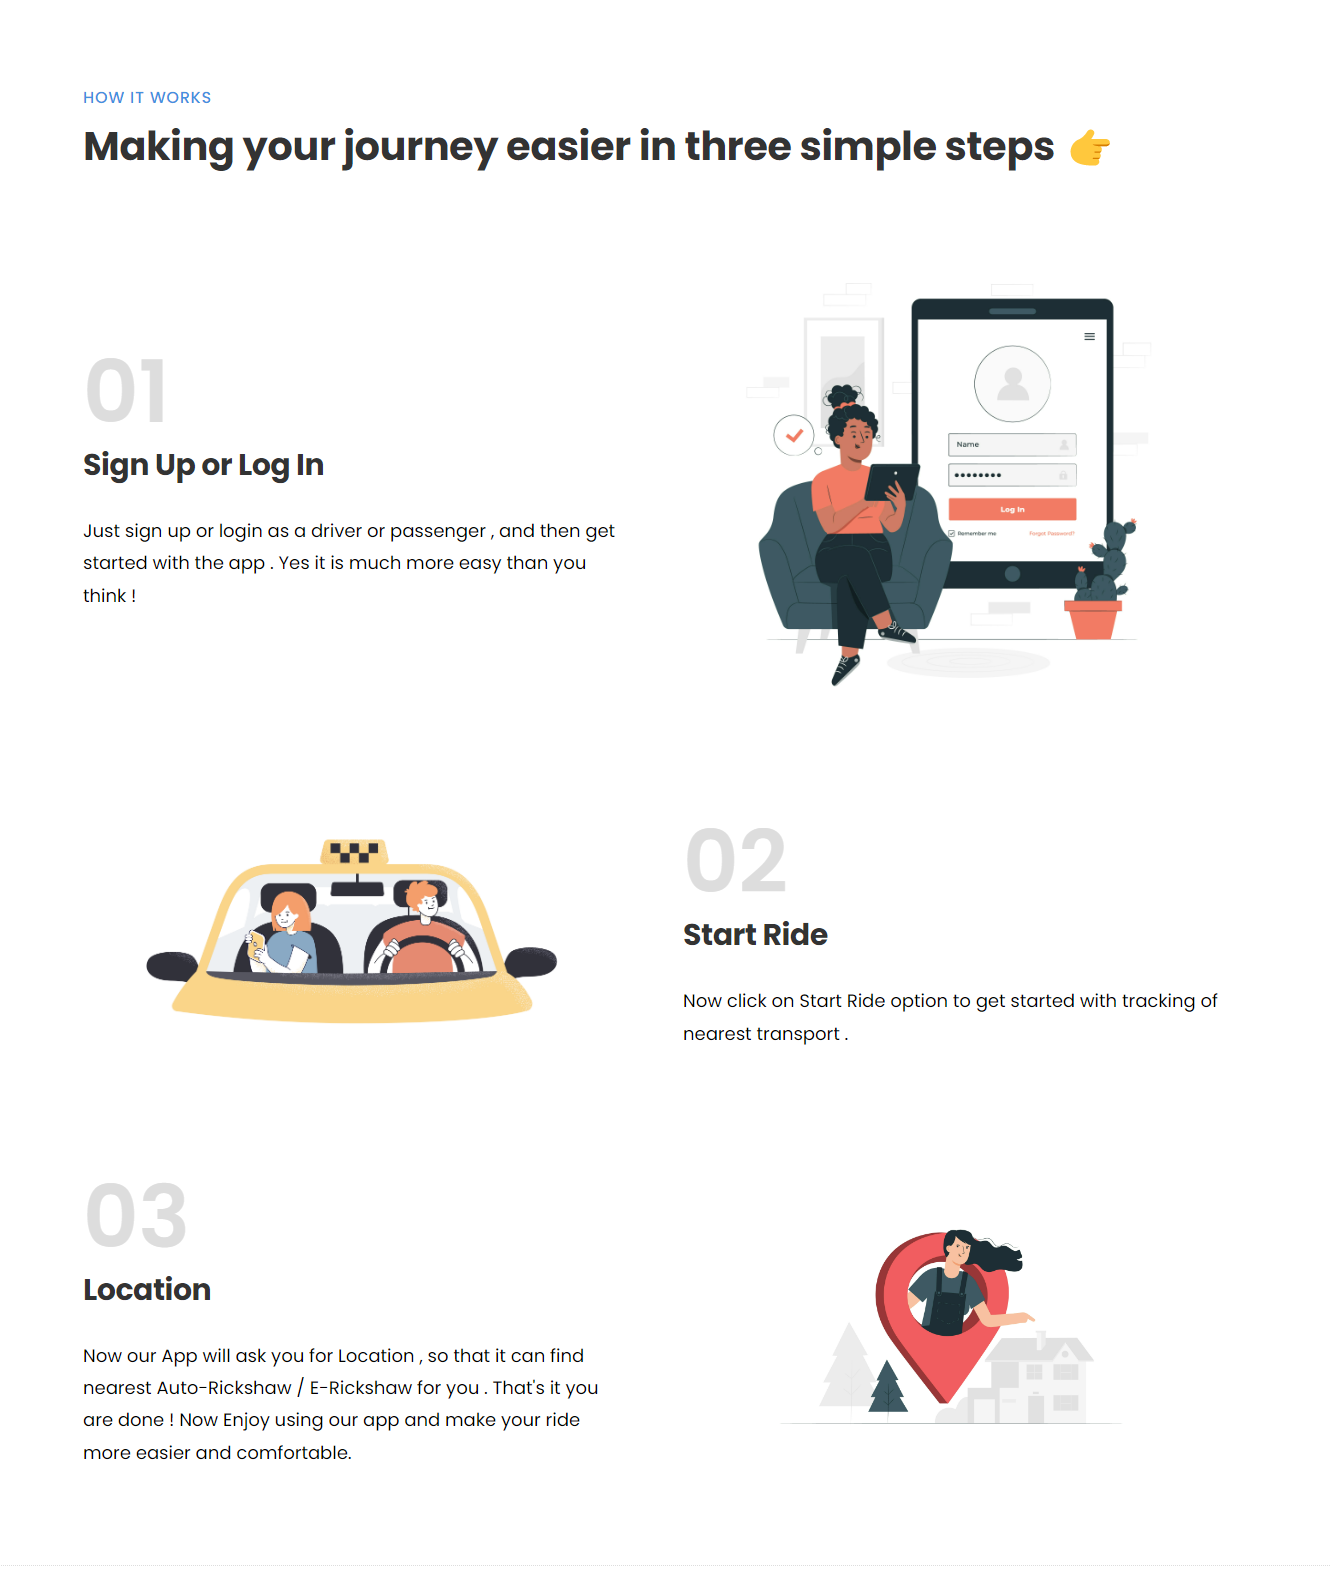 HOW IT WORKS
Making your journey easier in three simple steps 👉
01
Sign Up or Log In
Just sign up or login as a driver or passenger , and then get
started with the app . Yes it is much more easy than you
think !
Name
Log In
Remember me
Forgot Password?
02
Start Ride
Now click on Start Ride option to get started with tracking of
nearest transport .
03
Location
Now our App will ask you for Location , so that it can find
nearest Auto-Rickshaw / E-Rickshaw for you . That's it you
are done ! Now Enjoy using our app and make your ride
more easier and comfortable.